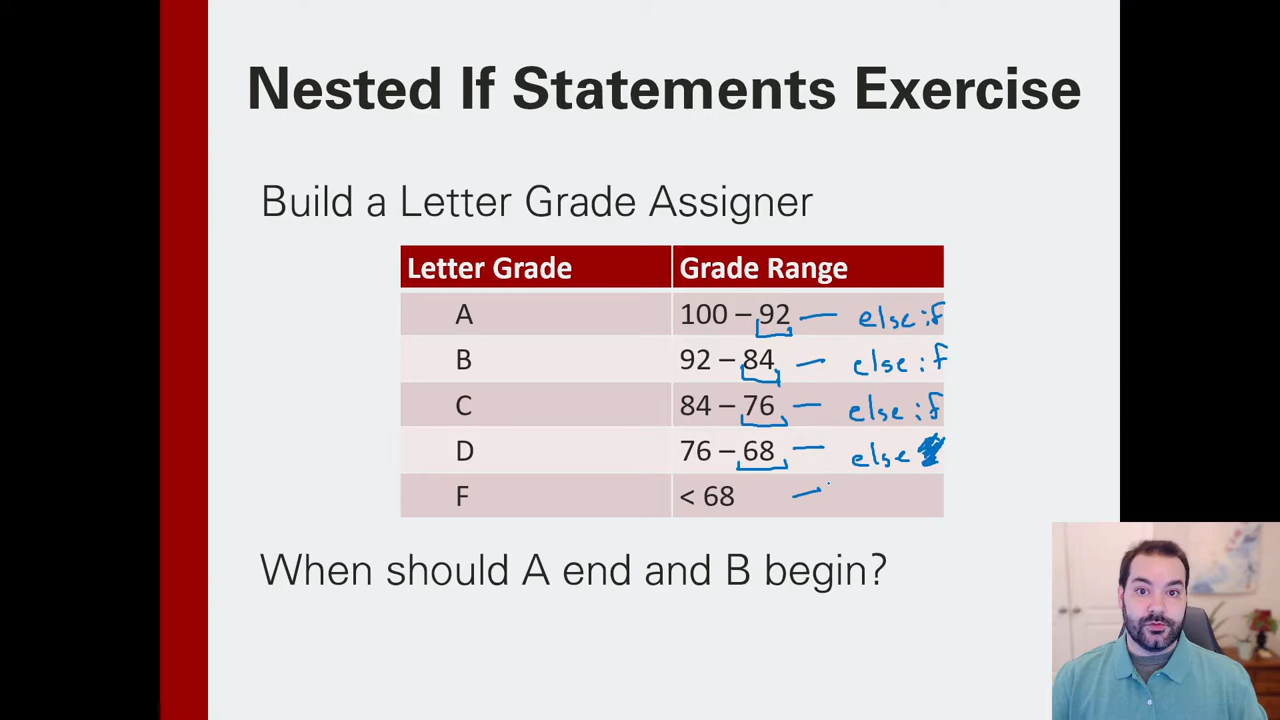 Nested If Statements Exercise
Build a Letter Grade Assigner
Letter Grade Grade Range
A 100 – 92 — else if
B 92 – 84 — else if
C 84 – 76 — else if
D 76 – 68 — else
F < 68 —
When should A end and B begin?